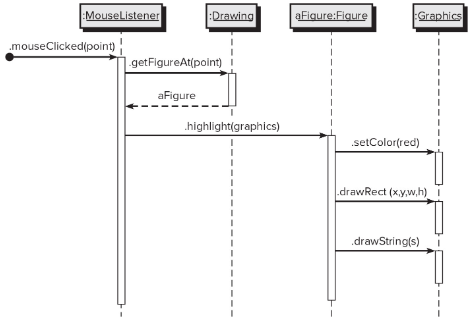 :MouseListener
:Drawing
aFigure:Figure
:Graphics
.mouseClicked(point)
.getFigureAt(point)
aFigure
.highlight(graphics)
.setColor(red)
.drawRect (x,y,w,h)
.drawString(s)